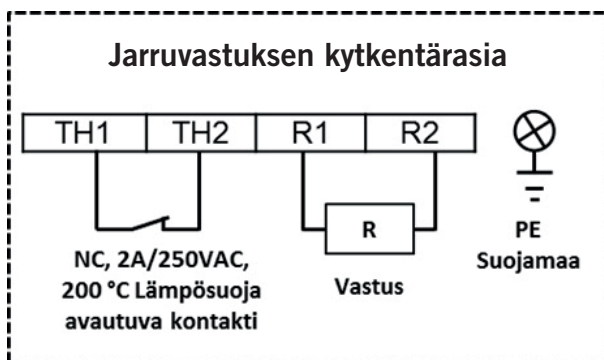 Jarruvastuksen kytkentärasia
TH1 TH2 R1 R2
R
NC, 2A/250VAC,
200 °C Lämpösuoja
avautuva kontakti
Vastus
PE
Suojamaa